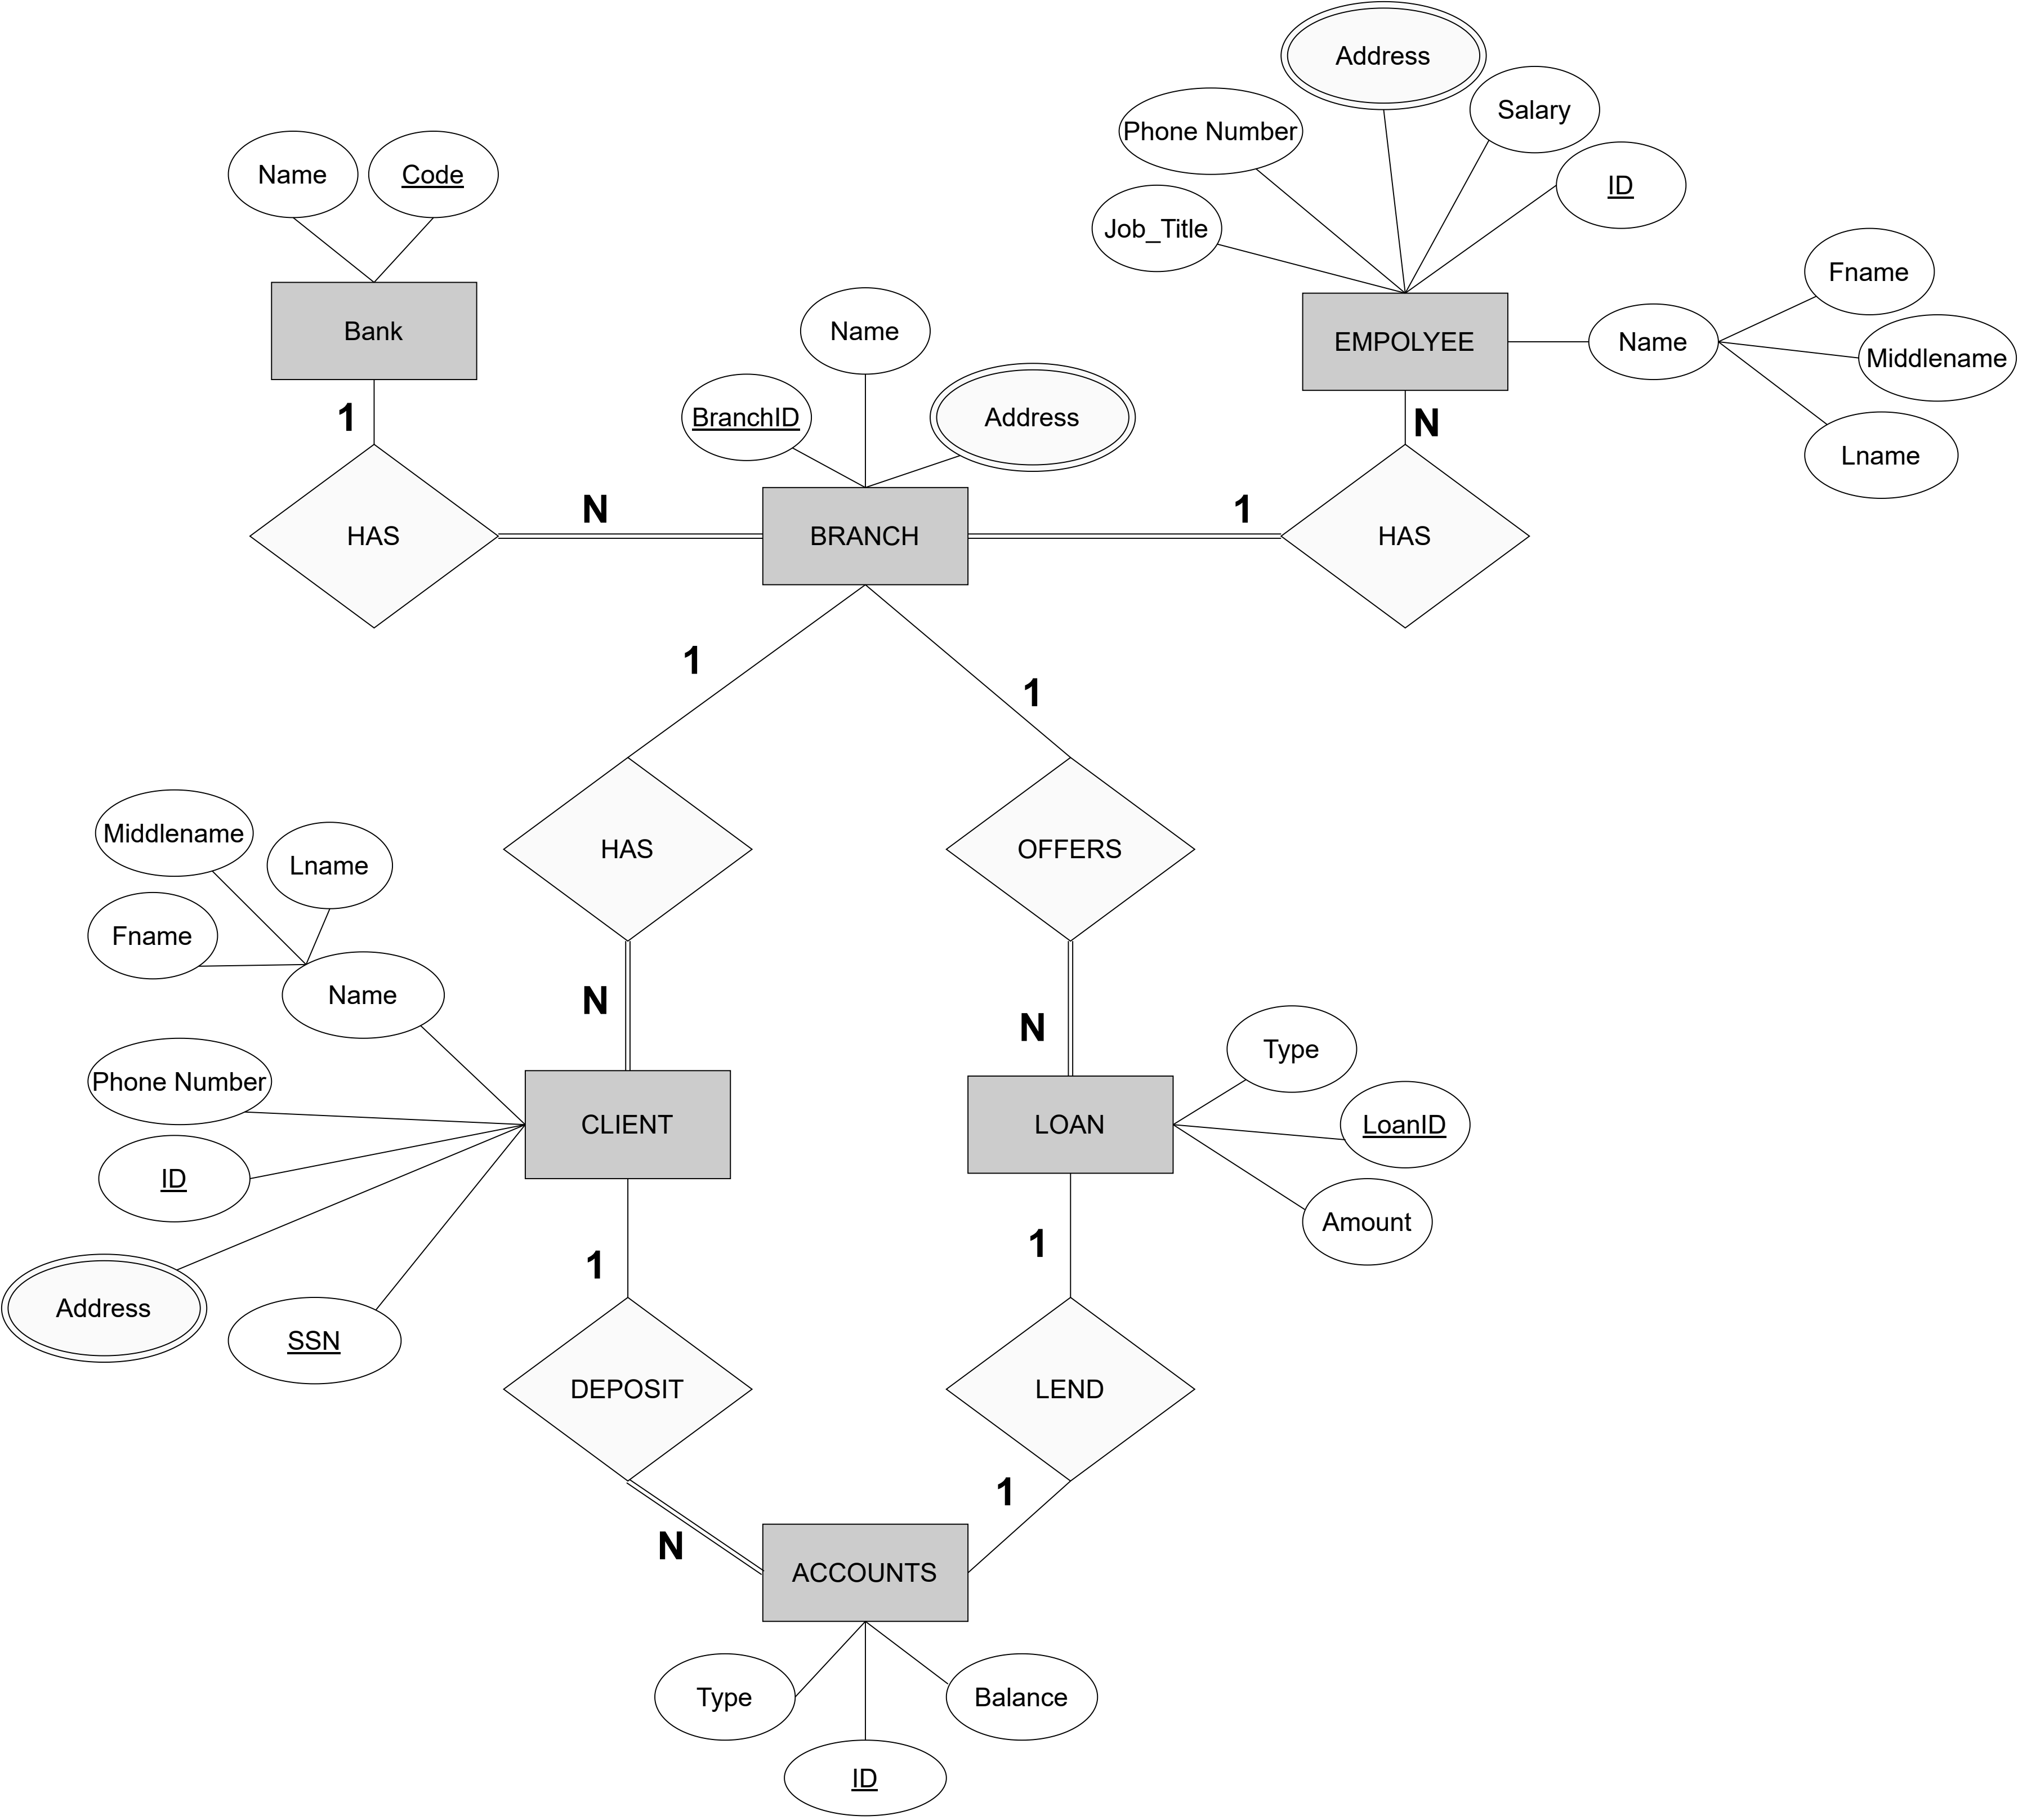 Address
Salary
Phone Number
ID
Job_Title
Name
Code
Fname
Bank
Name
EMPOLYEE
Name
Middlename
BranchID
Address
Lname
1
N
HAS
N
BRANCH
1
HAS
1
1
Middlename
Lname
HAS
OFFERS
Fname
Name
N
N
Type
Phone Number
CLIENT
LOAN
LoanID
ID
Amount
1
1
Address
SSN
DEPOSIT
LEND
1
N
ACCOUNTS
Type
Balance
ID